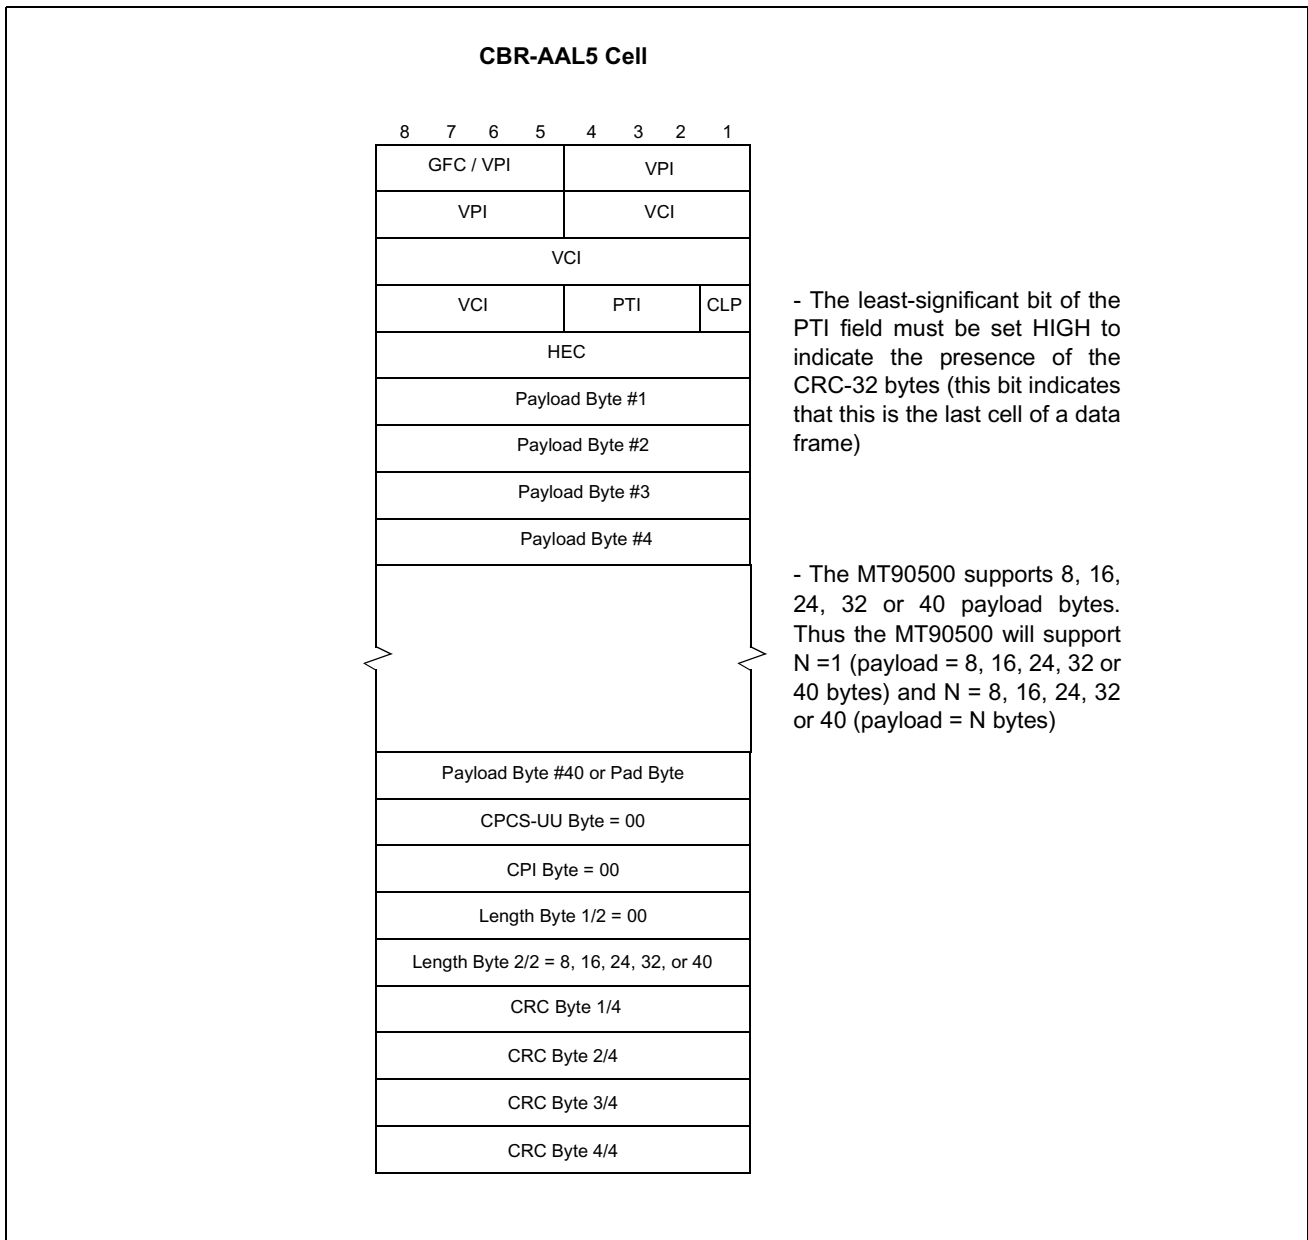 CBR-AAL5 Cell
8 7 6 5 4 3 2 1
GFC / VPI VPI
VPI VCI
VCI
VCI PTI CLP
HEC
Payload Byte #1
Payload Byte #2
Payload Byte #3
Payload Byte #4
- The least-significant bit of the
PTI field must be set HIGH to
indicate the presence of the
CRC-32 bytes (this bit indicates
that this is the last cell of a data
frame)
- The MT90500 supports 8, 16,
24, 32 or 40 payload bytes.
Thus the MT90500 will support
N =1 (payload = 8, 16, 24, 32 or
40 bytes) and N = 8, 16, 24, 32
or 40 (payload = N bytes)
Payload Byte #40 or Pad Byte
CPCS-UU Byte = 00
CPI Byte = 00
Length Byte 1/2 = 00
Length Byte 2/2 = 8, 16, 24, 32, or 40
CRC Byte 1/4
CRC Byte 2/4
CRC Byte 3/4
CRC Byte 4/4